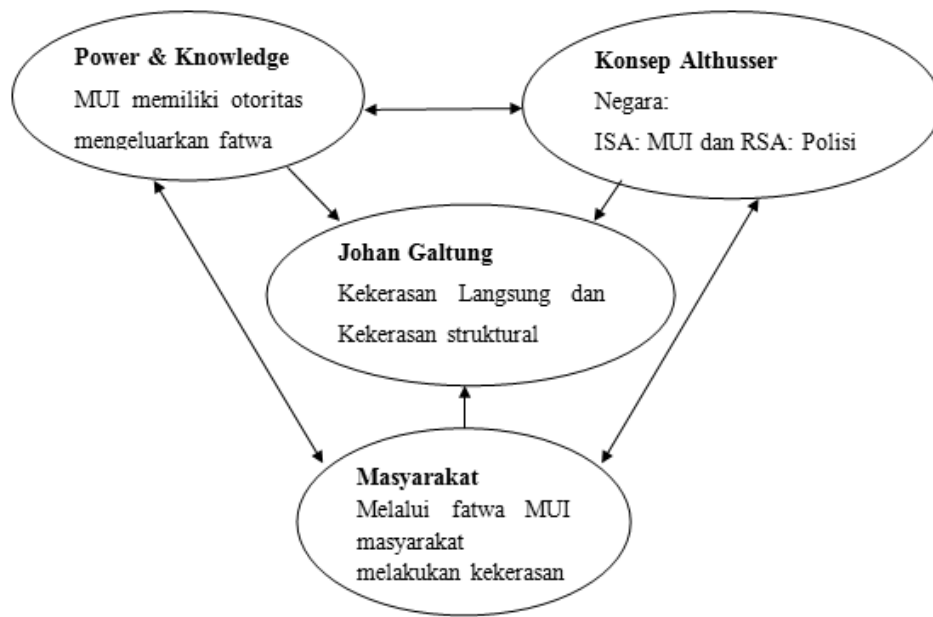 Power & Knowledge
MUI memiliki otoritas
mengeluarkan fatwa
Konsep Althusser
Negara:
ISA: MUI dan RSA: Polisi
Johan Galtung
Kekerasan Langsung dan
Kekerasan struktural
Masyarakat
Melalui fatwa MUI
masyarakat
melakukan kekerasan